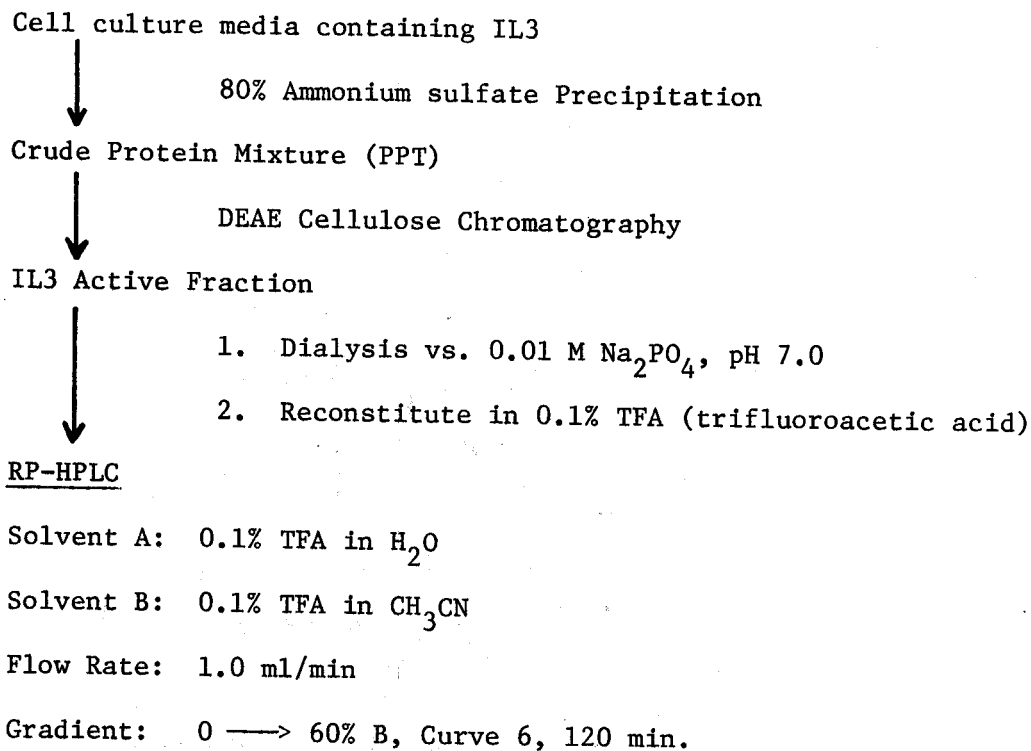 Cell culture media containing IL3
80% Ammonium sulfate Precipitation
Crude Protein Mixture (PPT)
DEAE Cellulose Chromatography
IL3 Active Fraction
1. Dialysis vs. 0.01 M Na₂PO₄, pH 7.0
2. Reconstitute in 0.1% TFA (trifluoroacetic acid)
RP-HPLC
Solvent A: 0.1% TFA in H₂O
Solvent B: 0.1% TFA in CH₃CN
Flow Rate: 1.0 ml/min
Gradient: 0 ⟶ 60% B, Curve 6, 120 min.